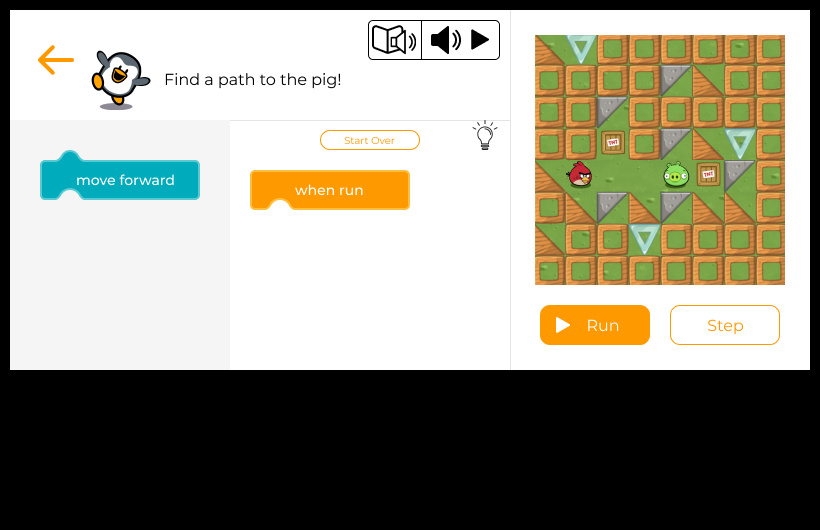 Find a path to the pig!
Start Over
move forward
when run
TNT
TNT
Run
Step